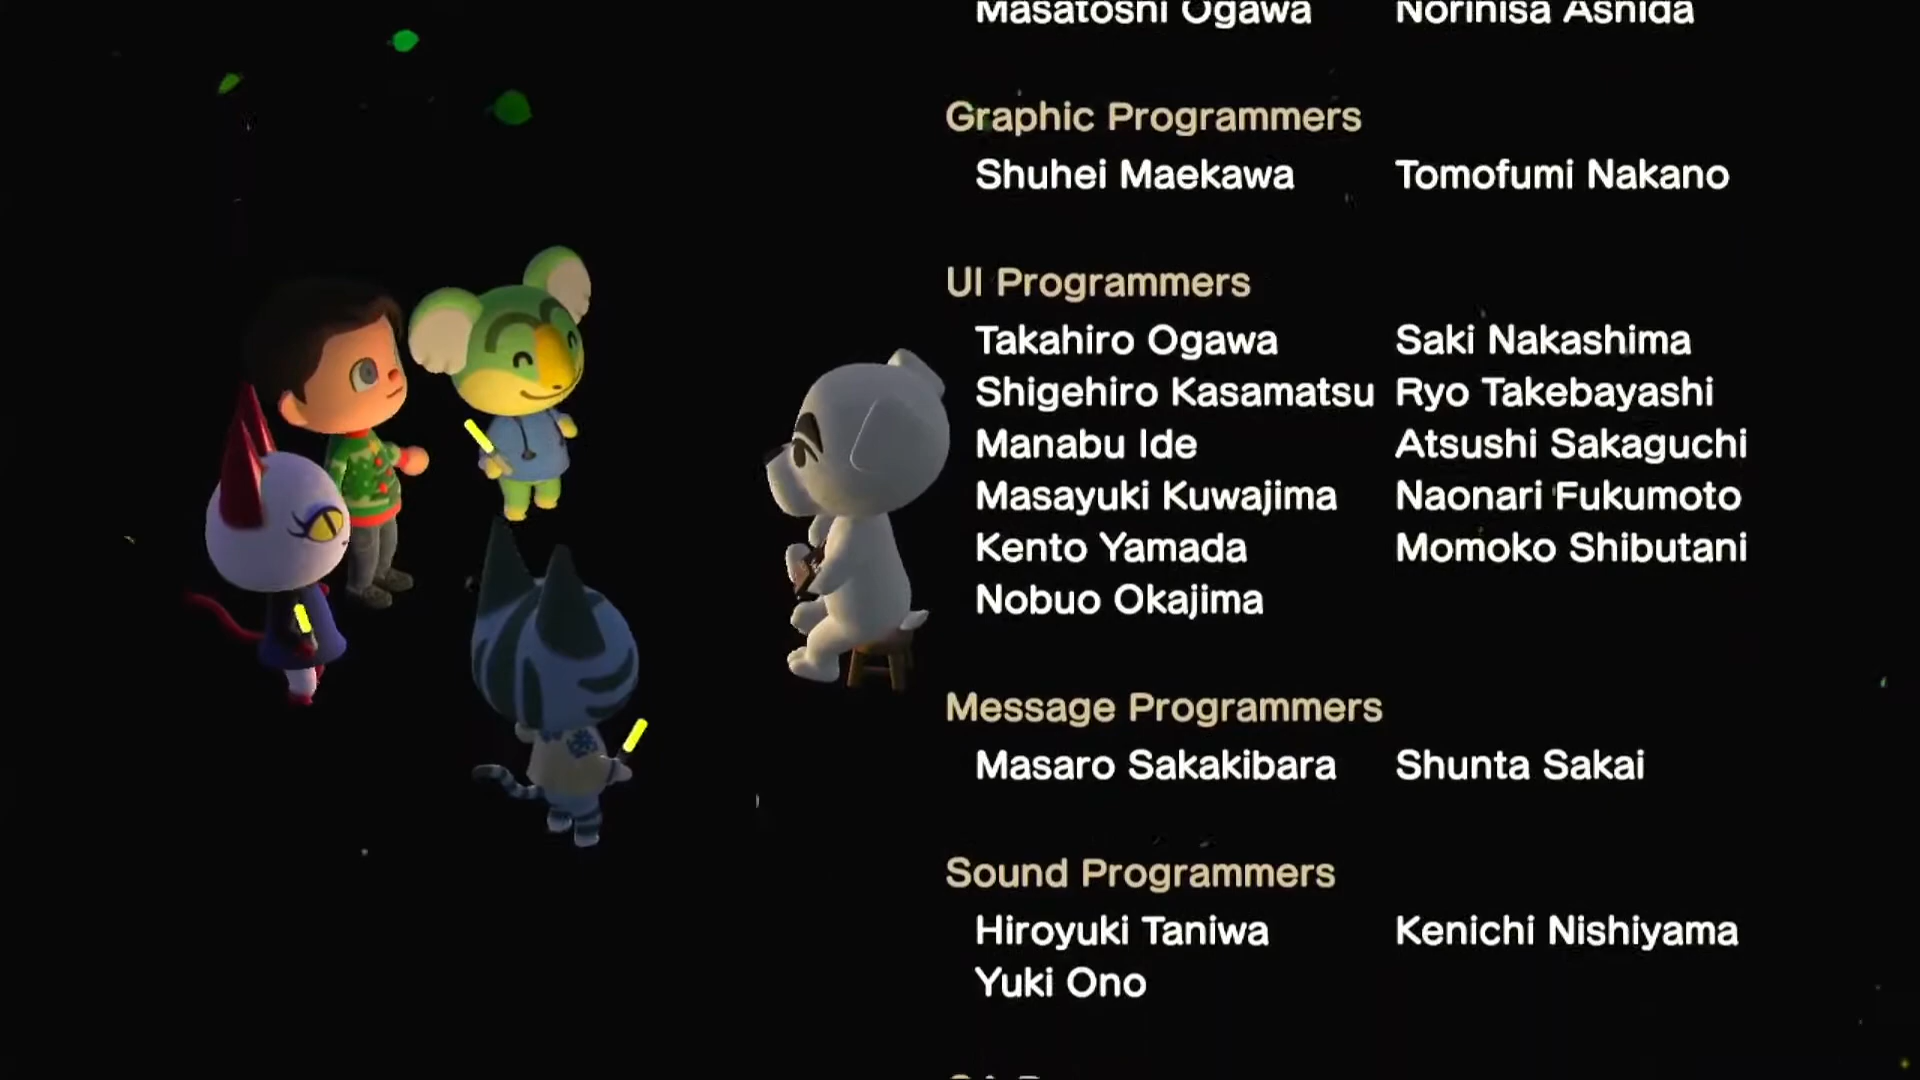 Masatoshi Ogawa Norihisa Ashida
Graphic Programmers
Shuhei Maekawa Tomofumi Nakano
UI Programmers
Takahiro Ogawa Saki Nakashima
Shigehiro Kasamatsu Ryo Takebayashi
Manabu Ide Atsushi Sakaguchi
Masayuki Kuwajima Naonari Fukumoto
Kento Yamada Momoko Shibutani
Nobuo Okajima
Message Programmers
Masaro Sakakibara Shunta Sakai
Sound Programmers
Hiroyuki Taniwa Kenichi Nishiyama
Yuki Ono